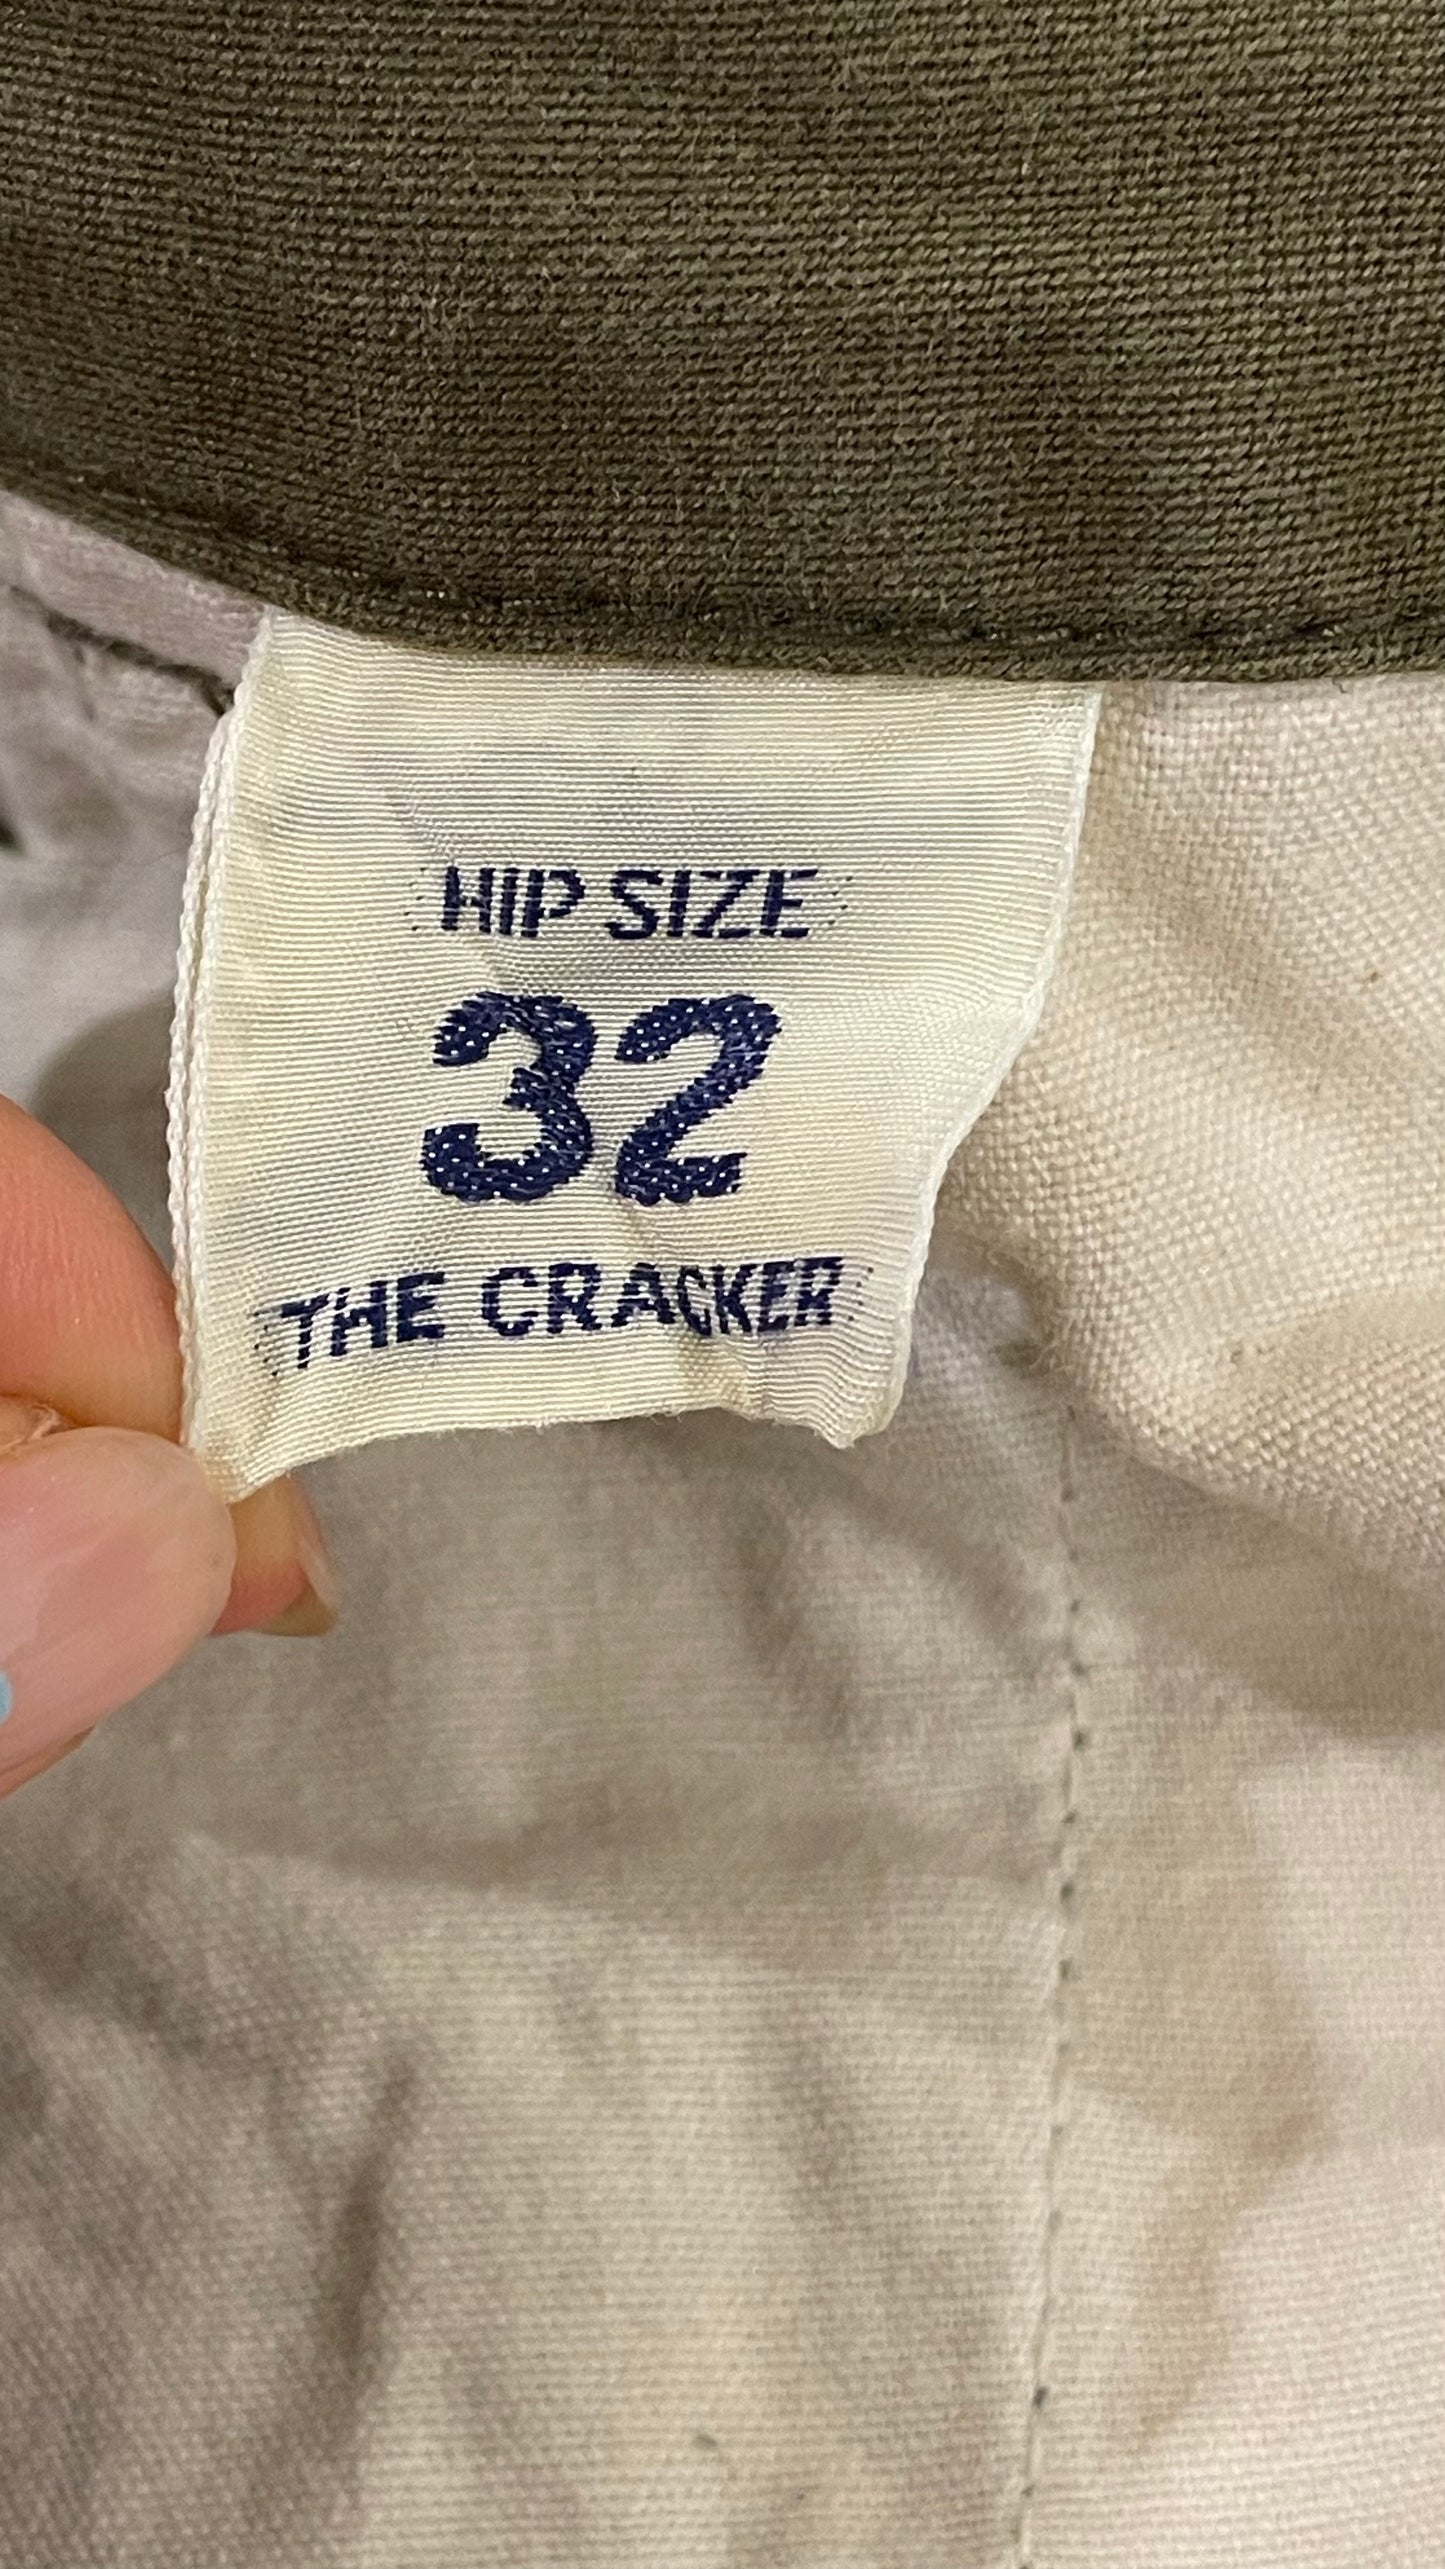 HIP SIZE
32
THE CRACKER